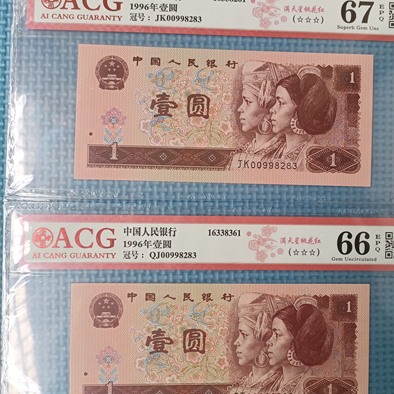 ACG
AI CANG GUARANTY
1996年壹圆
冠号：JK00998283
满天星桃花红
(☆☆☆)
67
EPQ
Superb Gem Unc
中国人民银行
壹圆
1
1
1
JK00998283
ACG
AI CANG GUARANTY
中国人民银行
1996年壹圆
冠号：QJ00998283
16338361
满天星桃花红
(☆☆☆)
66
EPQ
Gem Uncirculated
中国人民银行
壹圆
1
1